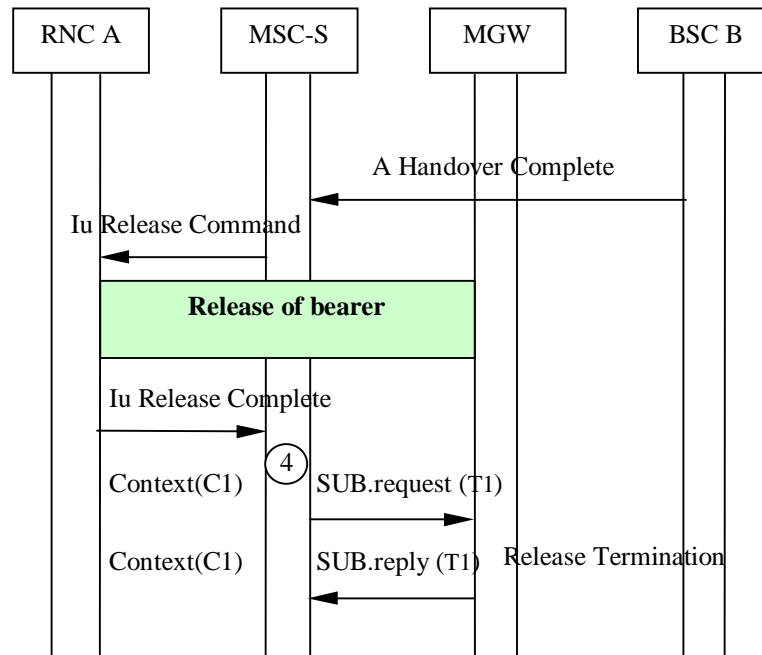 RNC A MSC-S MGW BSC B
A Handover Complete
Iu Release Command
Release of bearer
Iu Release Complete
4
Context(C1) SUB.request (T1)
Context(C1) SUB.reply (T1) Release Termination